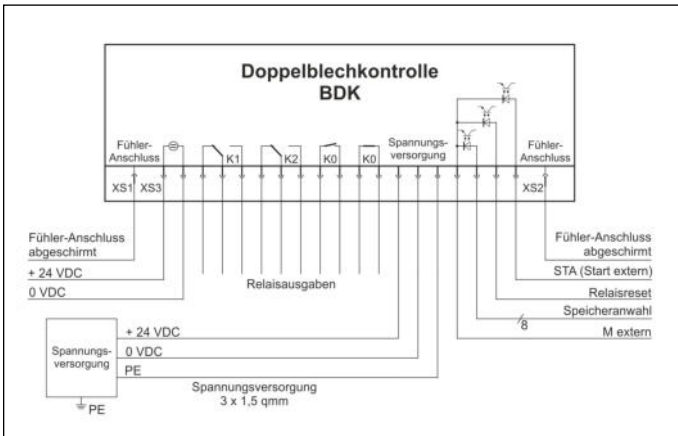 Doppelblechkontrolle
BDK
Fühler-
Anschluss
K1
K2
K0
K0
Spannungs-
versorgung
Fühler-
Anschluss
XS1
XS3
XS2
Fühler-Anschluss
abgeschirmt
+ 24 VDC
0 VDC
Relaisausgaben
Fühler-Anschluss
abgeschirmt
STA (Start extern)
Relaisreset
Speicheranwahl
8
M extern
Spannungs-
versorgung
+ 24 VDC
0 VDC
PE
Spannungsversorgung
3 x 1,5 qmm
PE